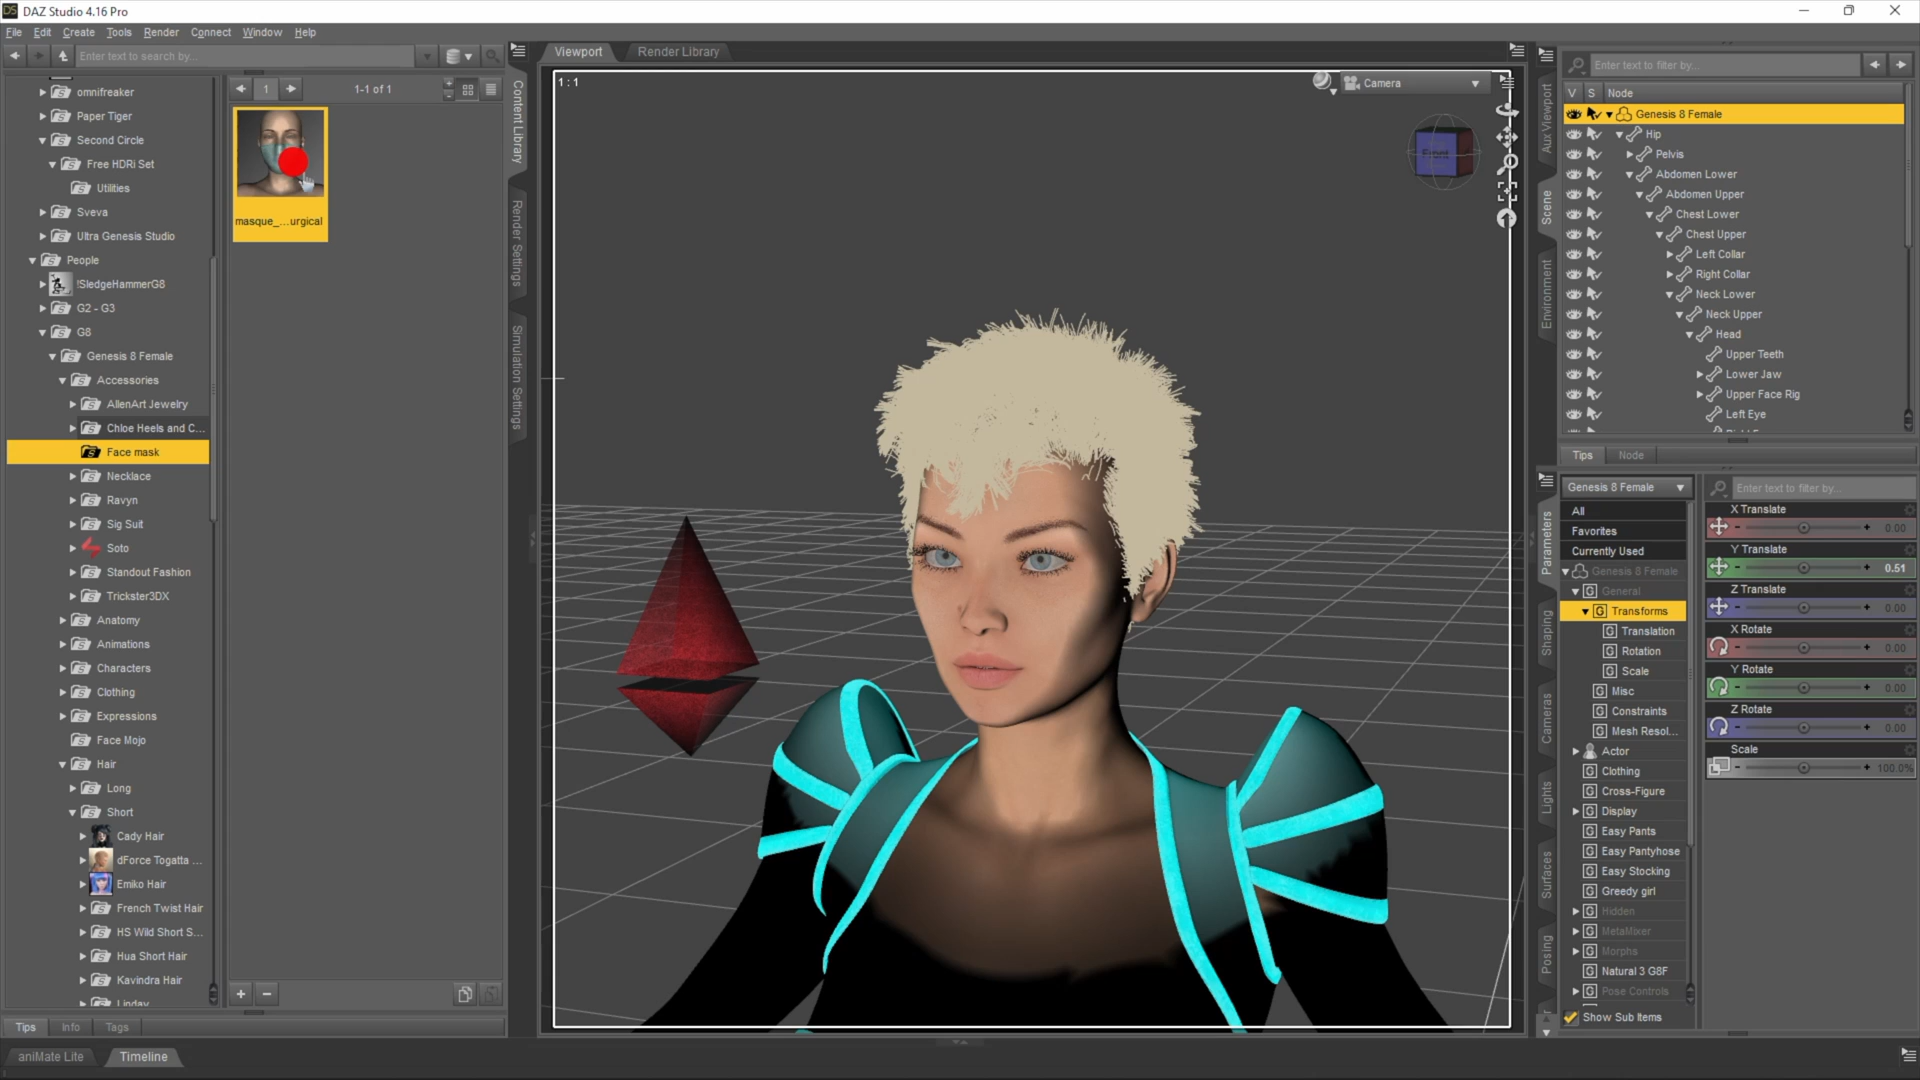 DAZ Studio 4.16 Pro
File Edit Create Tools Render Connect Window Help
Enter text to search by...
omnifreaker
Paper Tiger
Second Circle
Free HDRi Set
Utilities
Sveva
Ultra Genesis Studio
People
!SledgeHammerG8
G2 - G3
G8
Genesis 8 Female
Accessories
AllenArt Jewelry
Chloe Heels and C...
Face mask
Necklace
Ravyn
Sig Suit
Soto
Standout Fashion
Trickster3DX
Anatomy
Animations
Characters
Clothing
Expressions
Face Mojo
Hair
Long
Short
Cady Hair
dForce Togatta ...
Emiko Hair
French Twist Hair
HS Wild Short S...
Hua Short Hair
Kavindra Hair
Linday
Tips Info Tags
aniMate Lite Timeline
1
1-1 of 1
masque_...urgical
Content Library
Render Settings
Simulation Settings
Viewport Render Library
1 : 1
Camera
Front
Aux Viewport
Scene
Environment
Enter text to filter by...
V S Node
Genesis 8 Female
Hip
Pelvis
Abdomen Lower
Abdomen Upper
Chest Lower
Chest Upper
Left Collar
Right Collar
Neck Lower
Neck Upper
Head
Upper Teeth
Lower Jaw
Upper Face Rig
Left Eye
Tips Node
Parameters
Shaping
Cameras
Lights
Surfaces
Posing
Genesis 8 Female
All
Favorites
Currently Used
Genesis 8 Female
General
Transforms
Translation
Rotation
Scale
Misc
Constraints
Mesh Resol...
Actor
Clothing
Cross-Figure
Display
Easy Pants
Easy Pantyhose
Easy Stocking
Greedy girl
Hidden
MetaMixer
Morphs
Natural 3 G8F
Pose Controls
Show Sub Items
Enter text to filter by...
X Translate
0.00
Y Translate
0.51
Z Translate
0.00
X Rotate
0.00
Y Rotate
0.00
Z Rotate
0.00
Scale
100.0%